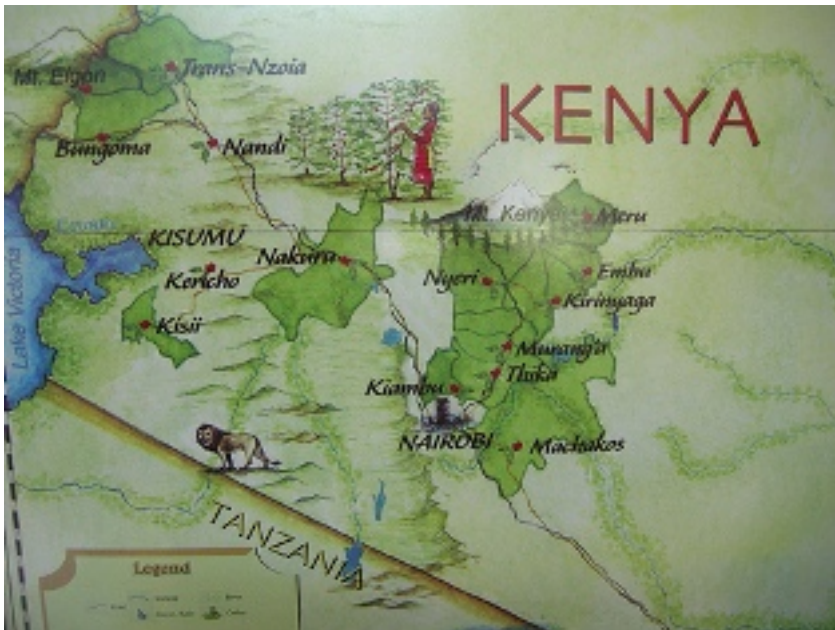 KENYA
Trans-Nzoia
Mt. Elgon
Bungoma
Nandi
Mt. Kenya
Meru
KISUMU
Nakuru
Kericho
Nyeri
Embu
Kirinyaga
Kisii
Lake Victoria
Murang'a
Thika
Kiambu
NAIROBI
Machakos
TANZANIA
Legend